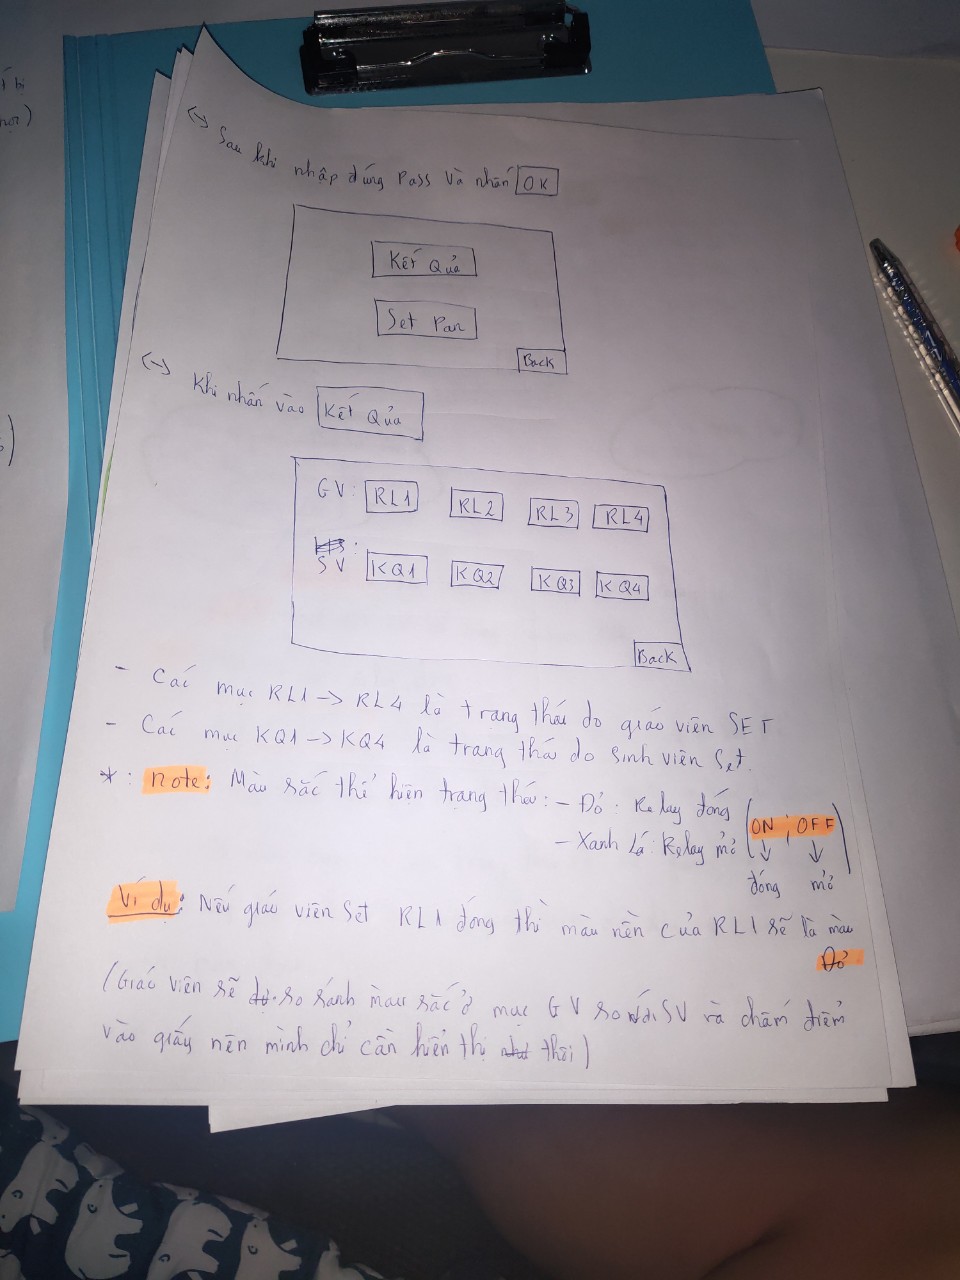 (→) Sau khi nhập đúng Pass và nhấn OK
Kết Quả
Set Pan
Back
(→) Khi nhấn vào Kết Quả
GV: RL1 RL2 RL3 RL4
SV: KQ1 KQ2 KQ3 KQ4
Back
- Các mục RL1 -> RL4 là trạng thái do giáo viên SET
- Các mục KQ1 -> KQ4 là trạng thái do sinh viên Set.
*. note: Màu sắc thể hiện trạng thái: - Đỏ: Relay đóng (ON ; OFF)
- Xanh Lá: Relay mở ↓ ↓
đóng mở
Ví dụ: Nếu giáo viên Set RL1 đóng thì màu nền của RL1 sẽ là màu
Đỏ
(Giáo viên sẽ so sánh màu sắc ở mục GV so với SV và chấm điểm
vào giấy nên mình chỉ cần hiển thị thôi)